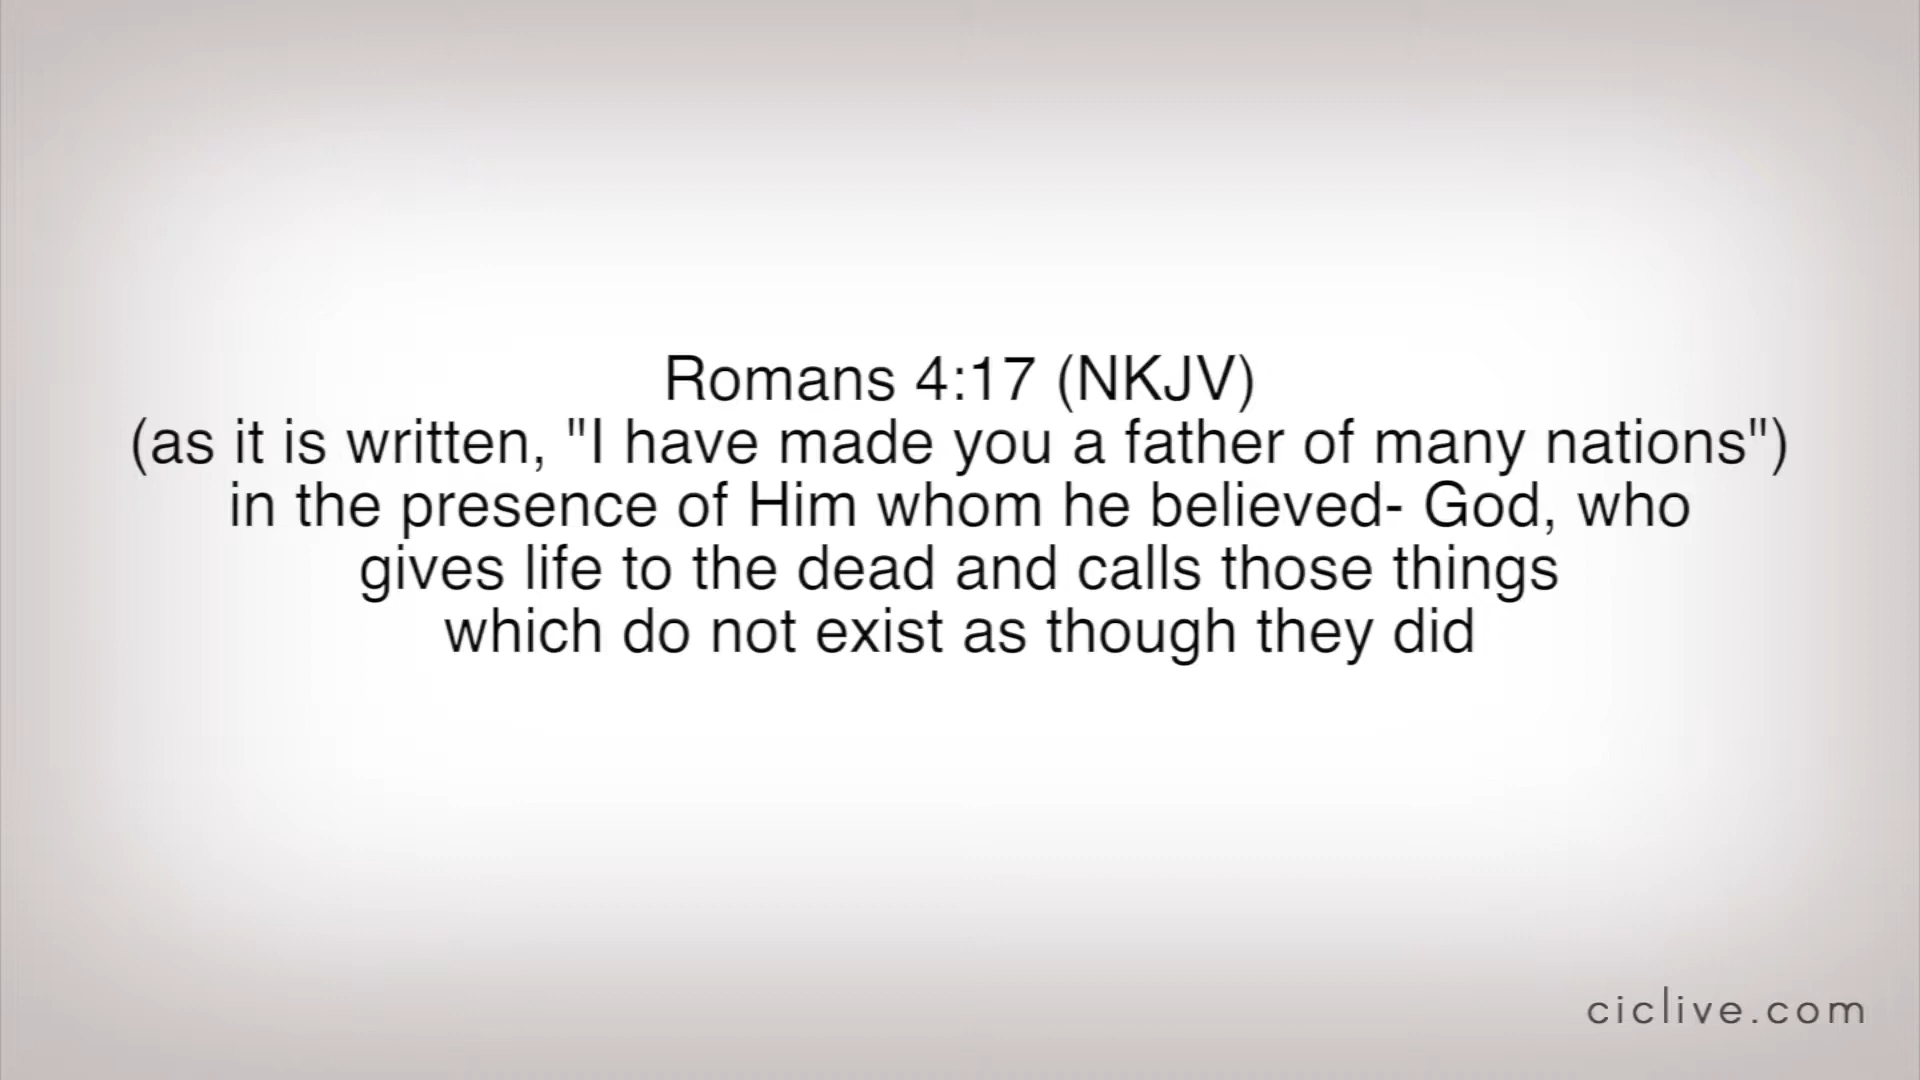 Romans 4:17 (NKJV)
(as it is written, "I have made you a father of many nations")
in the presence of Him whom he believed- God, who
gives life to the dead and calls those things
which do not exist as though they did
ciclive.com